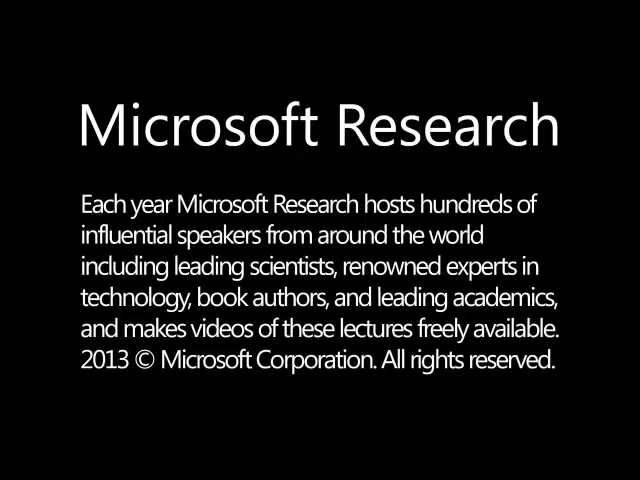 Microsoft Research
Each year Microsoft Research hosts hundreds of
influential speakers from around the world
including leading scientists, renowned experts in
technology, book authors, and leading academics,
and makes videos of these lectures freely available.
2013 © Microsoft Corporation. All rights reserved.